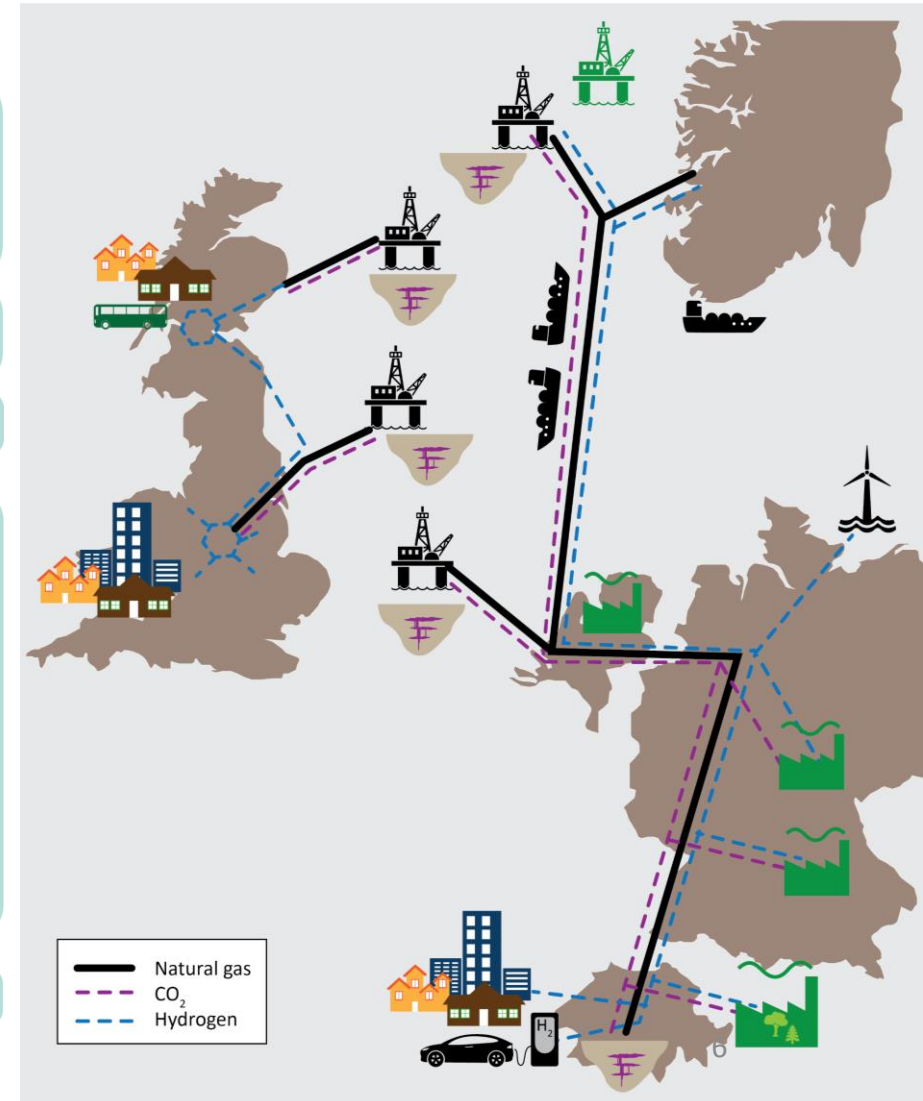 H₂
Natural gas
CO₂
Hydrogen
6